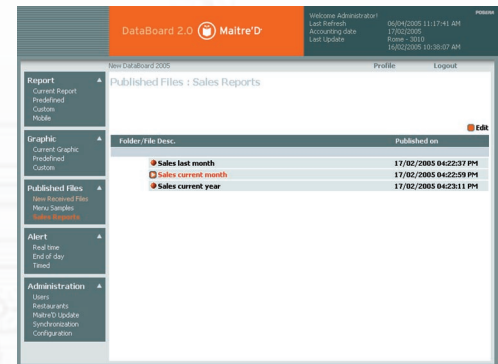 DataBoard 2.0 Maitre'D
Welcome Administrator!
Last Refresh 06/04/2005 11:17:41 AM
Accounting date 17/02/2005
Last Update Rome - 3010
16/02/2005 10:38:07 AM
POSERA
New DataBoard 2005 Profile Logout
Report
Current Report
Predefined
Custom
Mobile
Graphic
Current Graphic
Predefined
Custom
Published Files
New Received Files
Menu Samples
Sales Reports
Alert
Real time
End of day
Timed
Administration
Users
Restaurants
Maitre'D Update
Synchronization
Configuration
Published Files : Sales Reports
Edit
Folder/File Desc. Published on
Sales last month 17/02/2005 04:22:37 PM
Sales current month 17/02/2005 04:22:59 PM
Sales current year 17/02/2005 04:23:11 PM